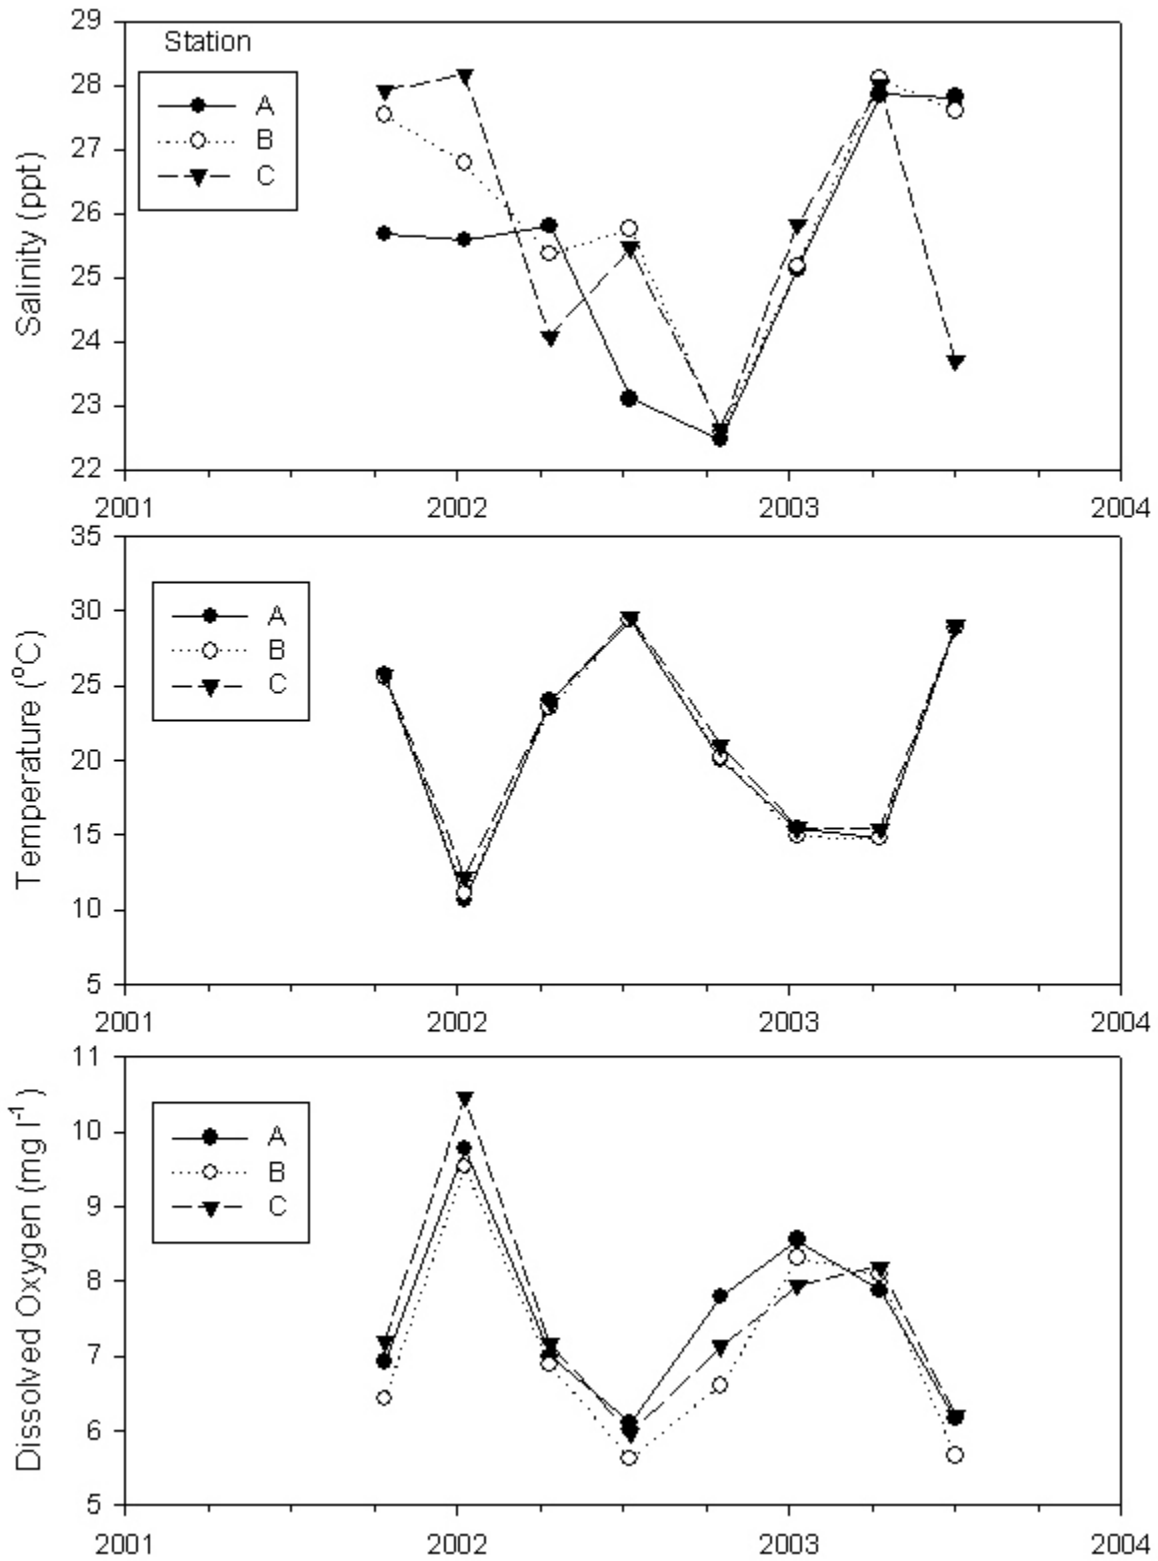 29
Station
28
A
27
B
C
26
25
24
23
22
Salinity (ppt)
2001 2002 2003 2004
35
30
A
B
25
C
20
15
10
5
Temperature (°C)
2001 2002 2003 2004
11
10
A
B
9
C
8
7
6
5
Dissolved Oxygen (mg l⁻¹)
2001 2002 2003 2004